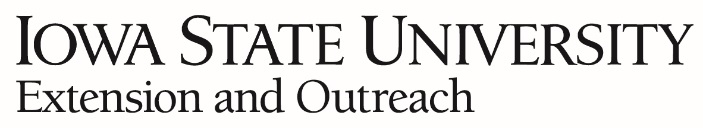 IOWA STATE UNIVERSITY
Extension and Outreach